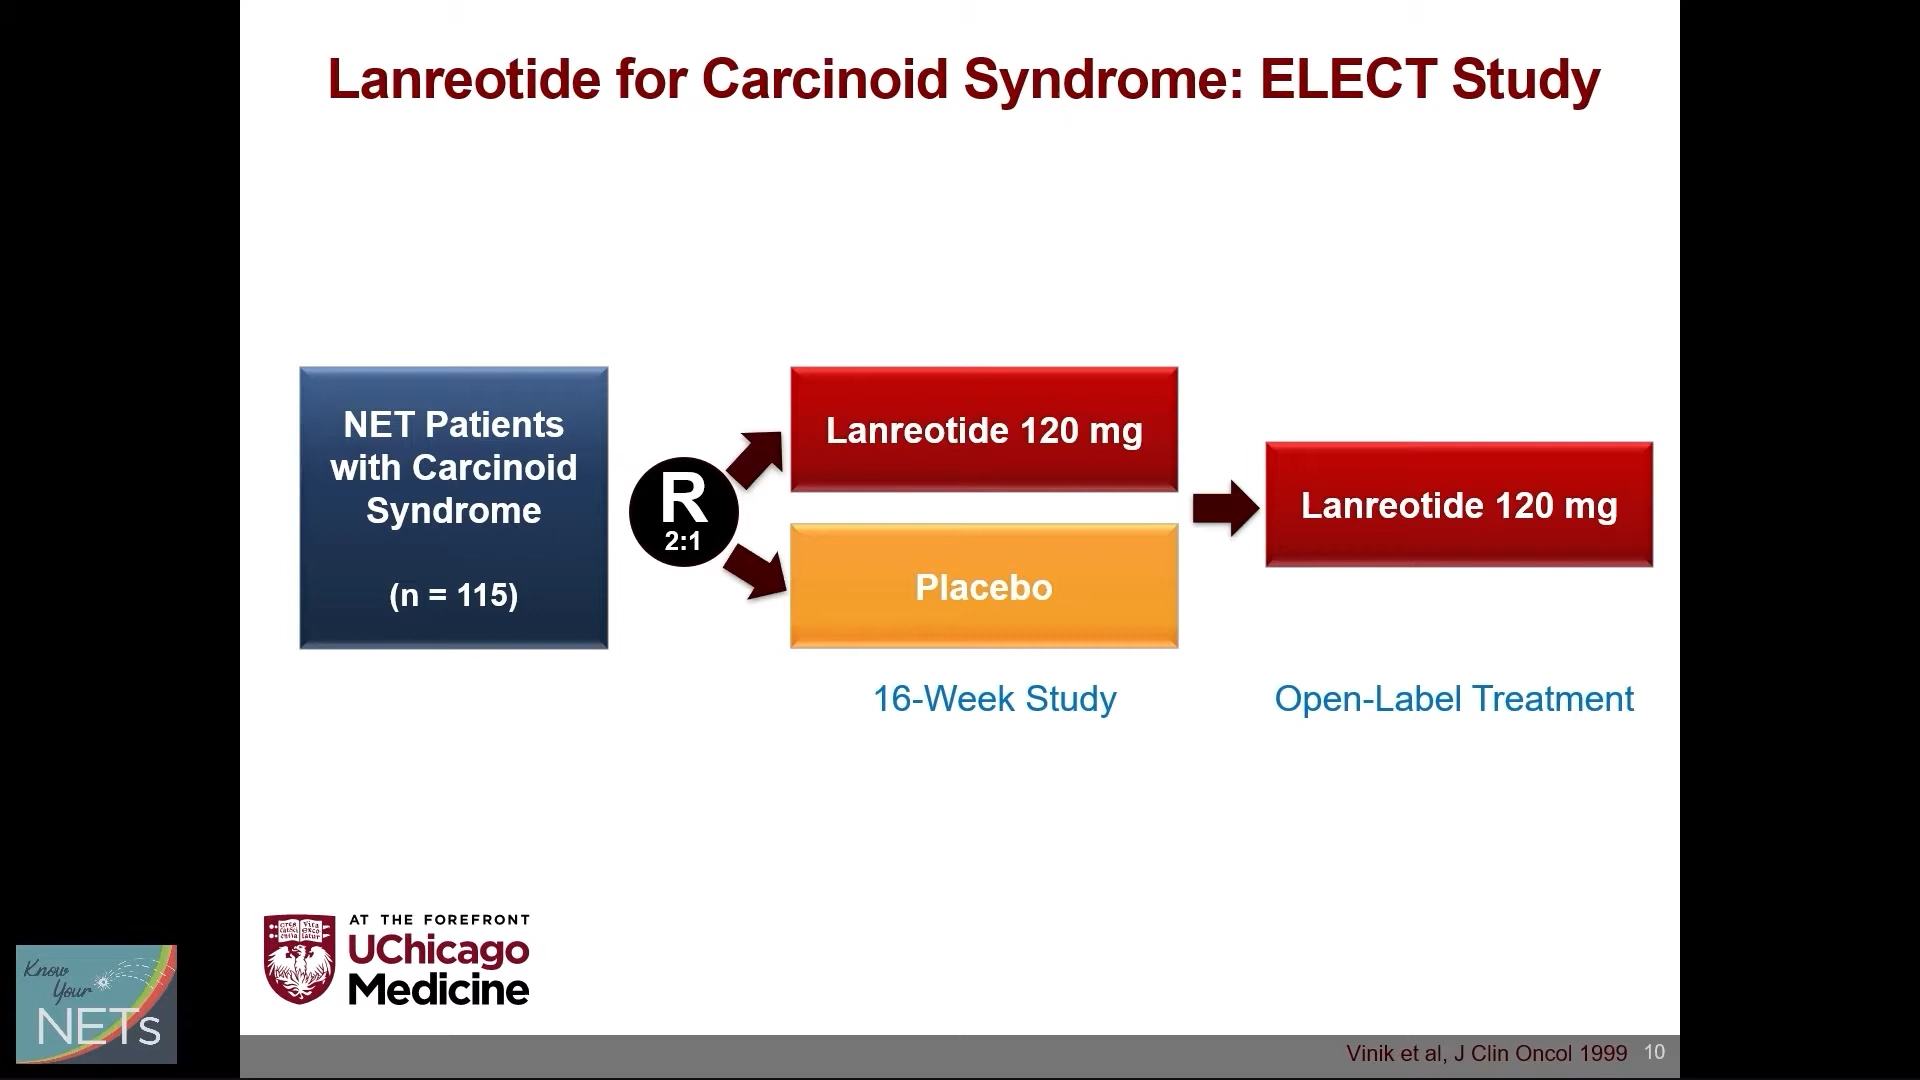 Lanreotide for Carcinoid Syndrome: ELECT Study
NET Patients
with Carcinoid
Syndrome
(n = 115)
R
2:1
Lanreotide 120 mg
Placebo
Lanreotide 120 mg
16-Week Study
Open-Label Treatment
AT THE FOREFRONT
UChicago
Medicine
Know
Your
NETs
Vinik et al, J Clin Oncol 1999
10